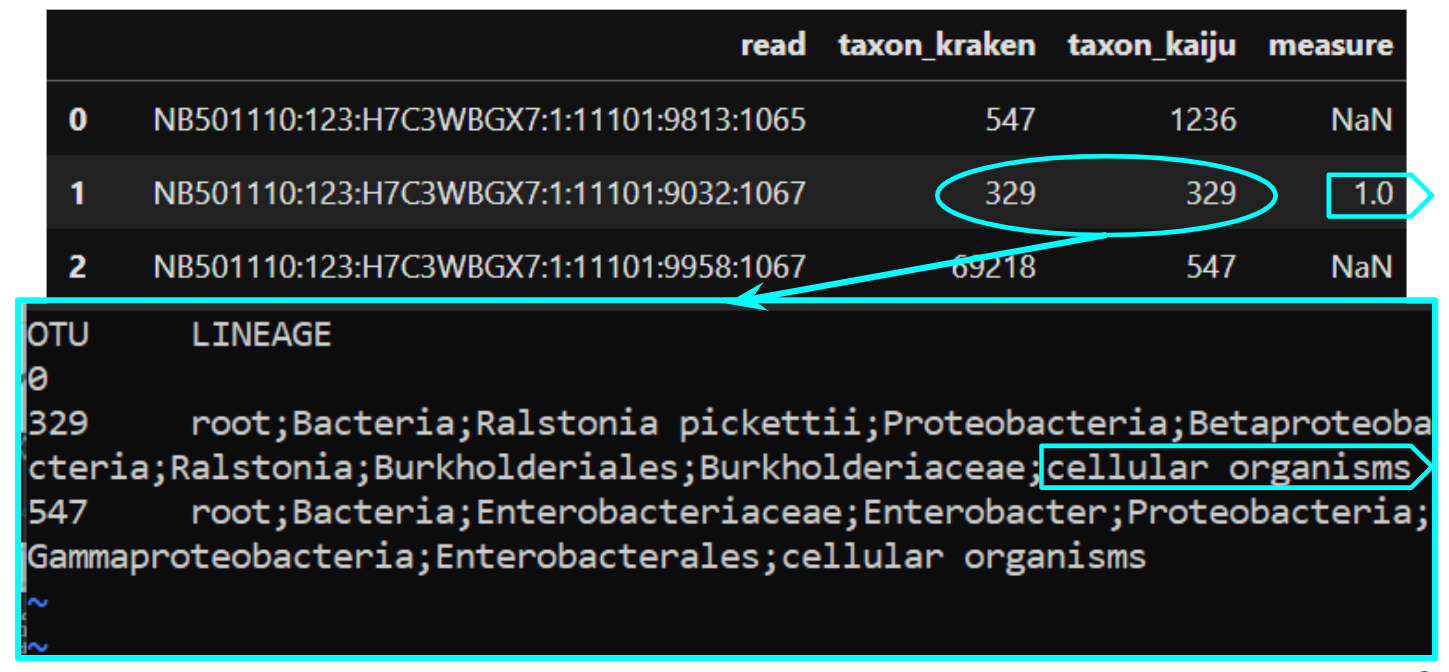 read taxon_kraken taxon_kaiju measure
0 NB501110:123:H7C3WBGX7:1:11101:9813:1065 547 1236 NaN
1 NB501110:123:H7C3WBGX7:1:11101:9032:1067 329 329 1.0
2 NB501110:123:H7C3WBGX7:1:11101:9958:1067 69218 547 NaN
OTU LINEAGE
0
329 root;Bacteria;Ralstonia pickettii;Proteobacteria;Betaproteoba
cteria;Ralstonia;Burkholderiales;Burkholderiaceae;cellular organisms
547 root;Bacteria;Enterobacteriaceae;Enterobacter;Proteobacteria;
Gammaproteobacteria;Enterobacterales;cellular organisms
~
~